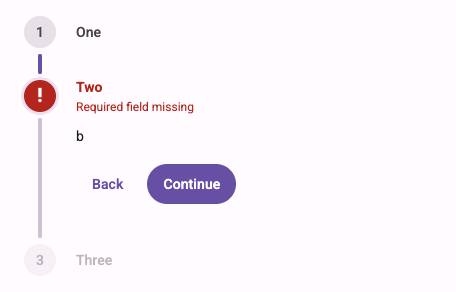 1 One
! Two
Required field missing
b
Back Continue
3 Three